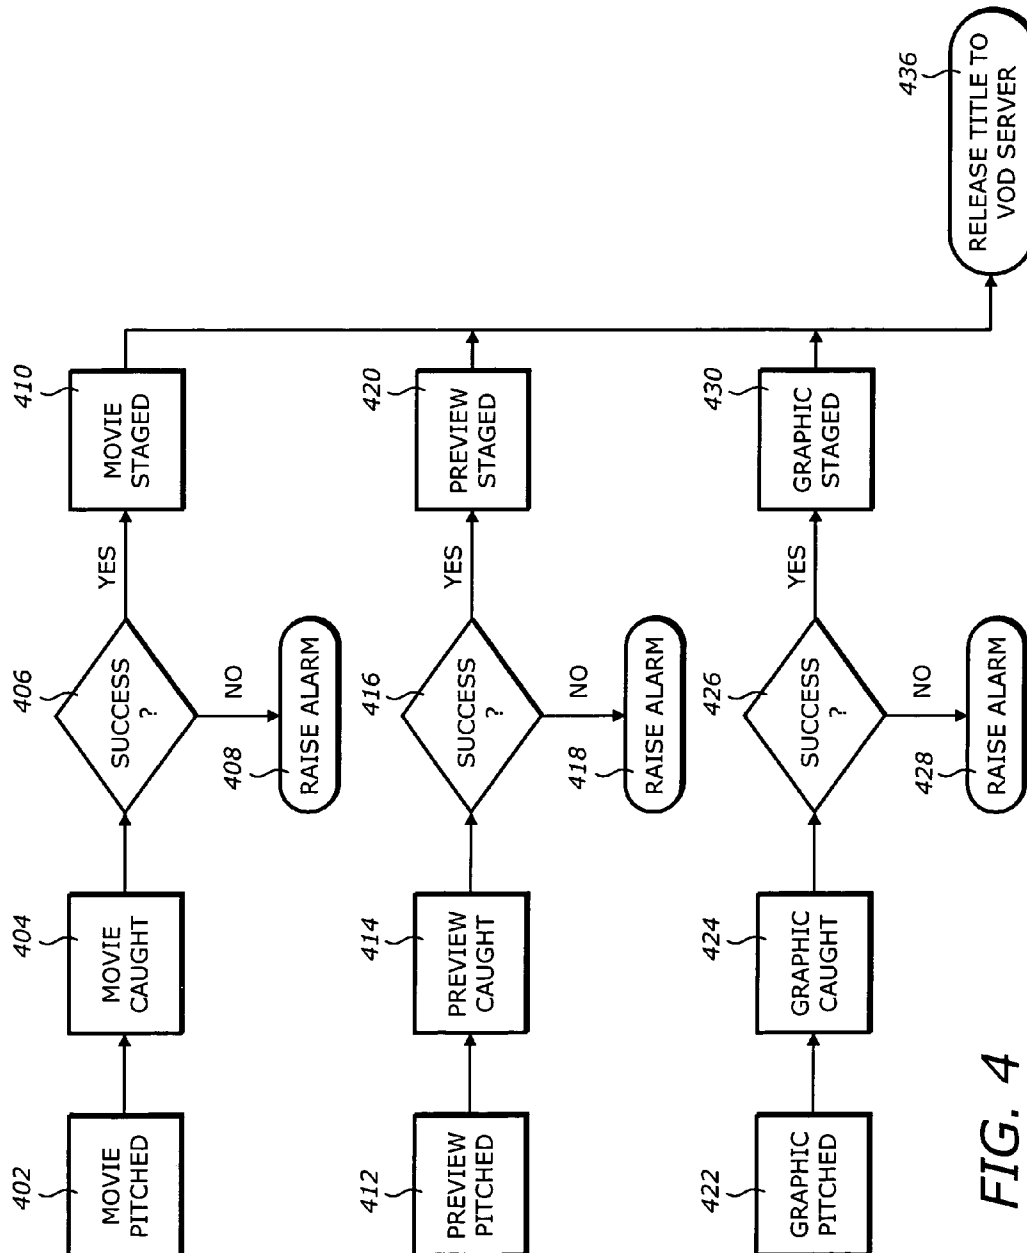 402
MOVIE
PITCHED
404
MOVIE
CAUGHT
406
SUCCESS
?
YES
NO
408
RAISE ALARM
410
MOVIE
STAGED
412
PREVIEW
PITCHED
414
PREVIEW
CAUGHT
416
SUCCESS
?
YES
NO
418
RAISE ALARM
420
PREVIEW
STAGED
422
GRAPHIC
PITCHED
424
GRAPHIC
CAUGHT
426
SUCCESS
?
YES
NO
428
RAISE ALARM
430
GRAPHIC
STAGED
436
RELEASE TITLE TO
VOD SERVER
FIG. 4